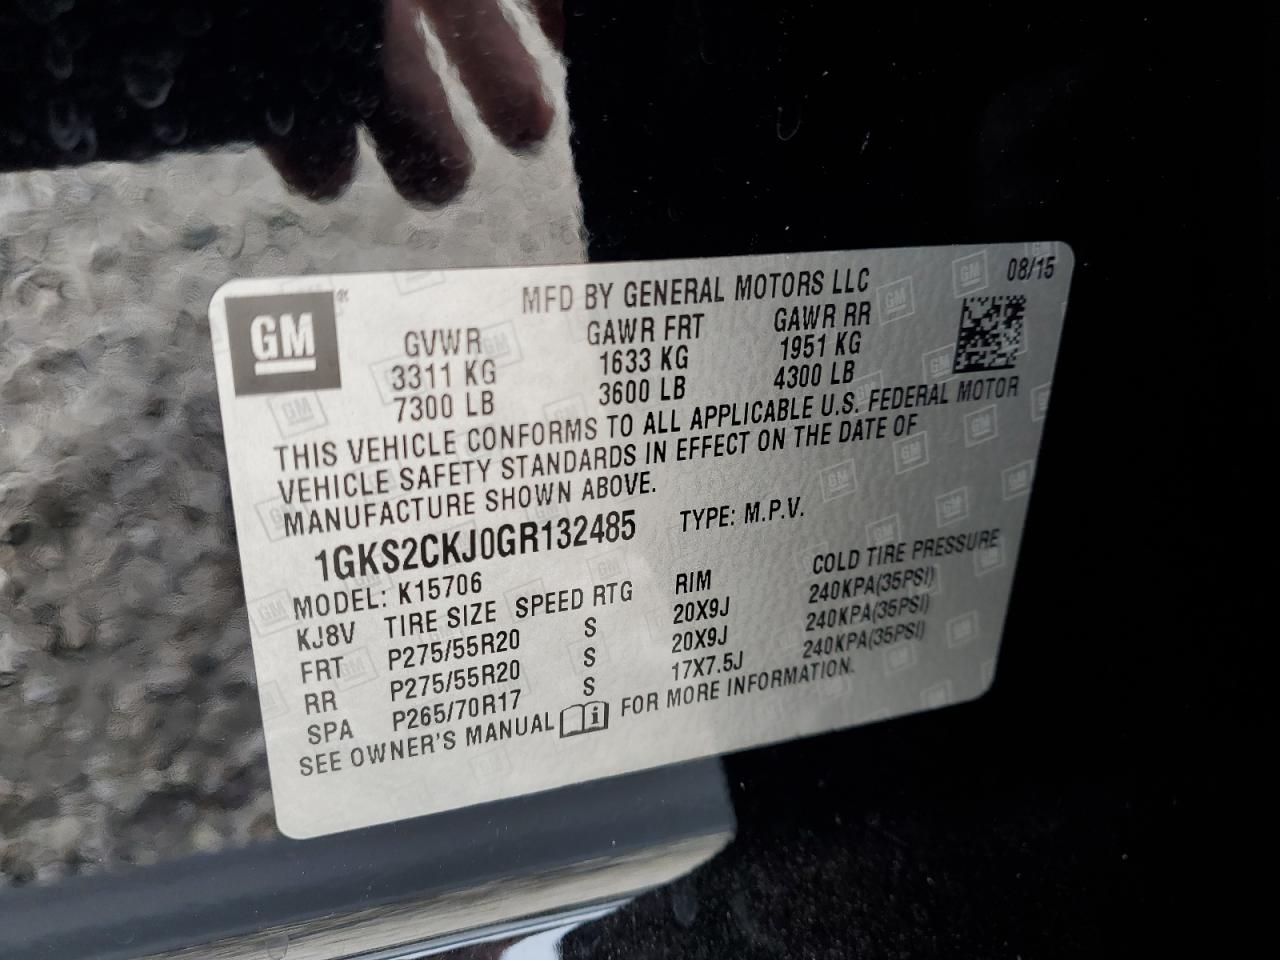 GM
®
MFD BY GENERAL MOTORS LLC
08/15
GVWR GAWR FRT GAWR RR
3311 KG 1633 KG 1951 KG
7300 LB 3600 LB 4300 LB
THIS VEHICLE CONFORMS TO ALL APPLICABLE U.S. FEDERAL MOTOR
VEHICLE SAFETY STANDARDS IN EFFECT ON THE DATE OF
MANUFACTURE SHOWN ABOVE.
1GKS2CKJ0GR132485 TYPE: M.P.V.
MODEL: K15706
KJ8V TIRE SIZE SPEED RTG RIM COLD TIRE PRESSURE
FRT P275/55R20 S 20X9J 240KPA(35PSI)
RR P275/55R20 S 20X9J 240KPA(35PSI)
SPA P265/70R17 S 17X7.5J 240KPA(35PSI)
SEE OWNER'S MANUAL i FOR MORE INFORMATION.